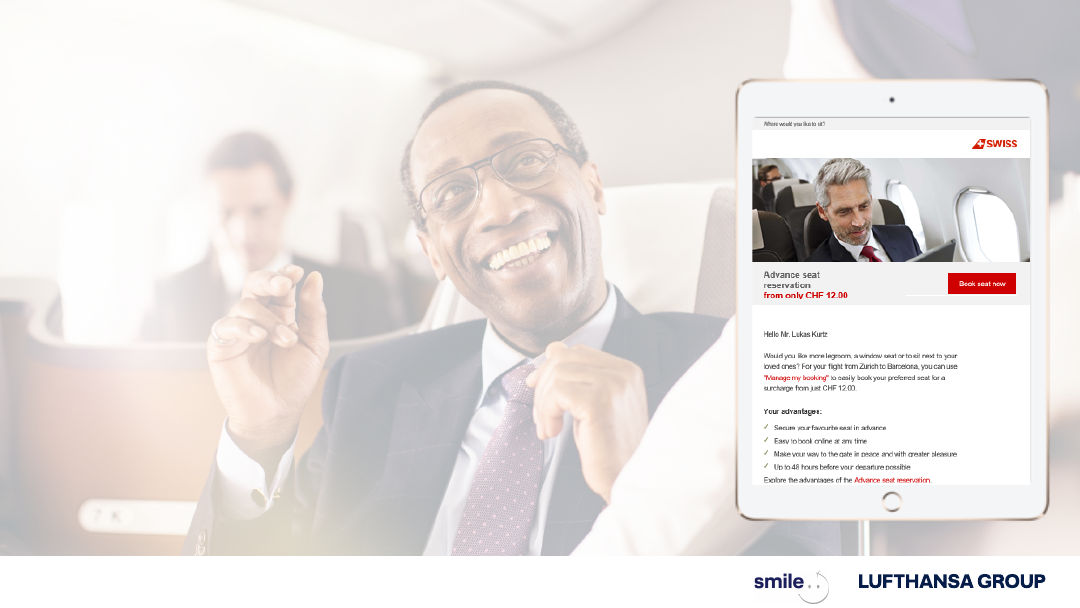 Where would you like to sit?
SWISS
Advance seat
reservation
from only CHF 12.00
Book seat now
Hello Mr. Lukas Kurtz
Would you like more legroom, a window seat or to sit next to your
loved ones? For your flight from Zurich to Barcelona, you can use
"Manage my booking" to easily book your preferred seat for a
surcharge from just CHF 12.00.
Your advantages:
✓ Secure your favourite seat in advance
✓ Easy to book online at any time
✓ Make your way to the gate in peace and with greater pleasure
✓ Up to 48 hours before your departure possible
Explore the advantages of the Advance seat reservation.
7 K
smile
LUFTHANSA GROUP